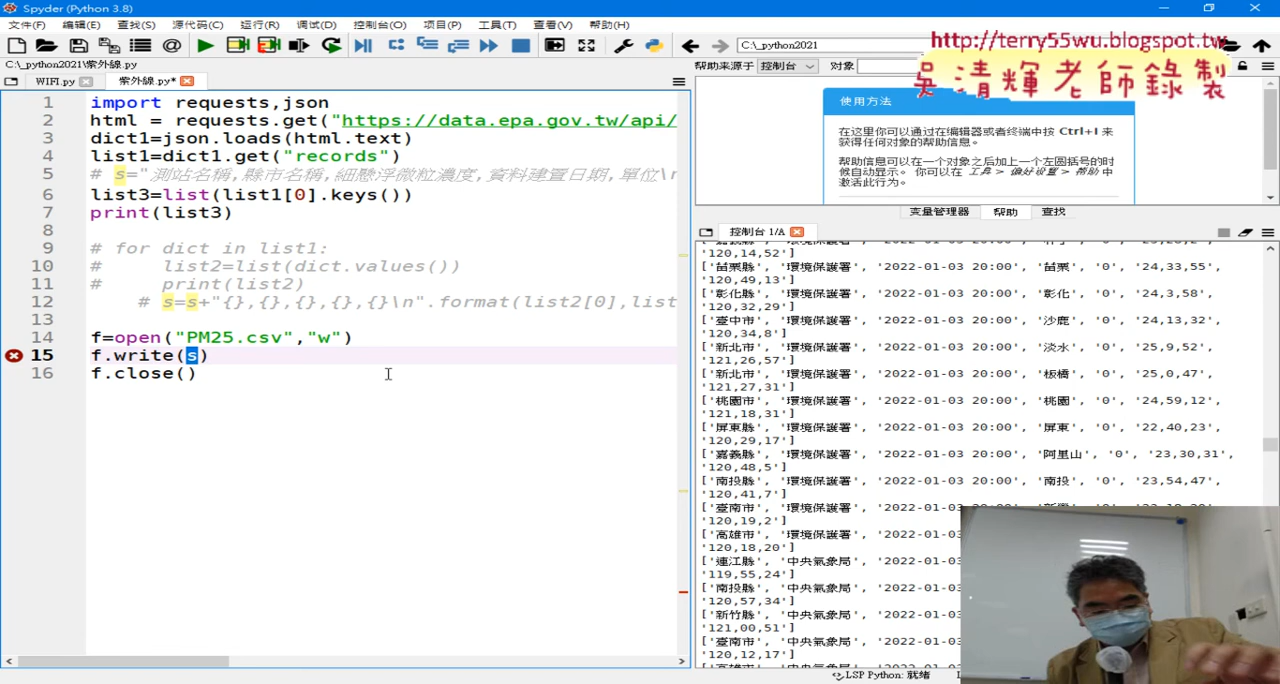 Spyder (Python 3.8)
文件(F) 编辑(E) 查找(S) 源代码(C) 运行(R) 调试(D) 控制台(O) 项目(P) 工具(T) 查看(V) 帮助(H)
C:\_python2021
http://terry55wu.blogspot.tw
吳清輝老師錄製
C:\_python2021\紫外線.py
WIFI.py
紫外線.py*
帮助来源于 控制台 对象
1 import requests,json
2 html = requests.get("https://data.epa.gov.tw/api/
3 dict1=json.loads(html.text)
4 list1=dict1.get("records")
5 # s="測站名稱,縣市名稱,細懸浮微粒濃度,資料建置日期,單位\n
6 list3=list(list1[0].keys())
7 print(list3)
8
9 # for dict in list1:
10 #     list2=list(dict.values())
11 #     print(list2)
12     # s=s+"{},{},{},{},{}\n".format(list2[0],list
13
14 f=open("PM25.csv","w")
15 f.write(s)
16 f.close()
使用方法
在这里你可以通过在编辑器或者终端中按 Ctrl+I 来
获得任何对象的帮助信息。
帮助信息可以在一个对象之后加上一个左圆括号的时
候自动显示。 你可以在 工具 > 偏好设置 > 帮助 中
激活此行为。
变量管理器 帮助 查找
控制台 1/A
'120,14,52']
['苗栗縣', '環境保護署', '2022-01-03 20:00', '苗栗', '0', '24,33,55',
'120,49,13']
['彰化縣', '環境保護署', '2022-01-03 20:00', '彰化', '0', '24,3,58',
'120,32,29']
['臺中市', '環境保護署', '2022-01-03 20:00', '沙鹿', '0', '24,13,32',
'120,34,8']
['新北市', '環境保護署', '2022-01-03 20:00', '淡水', '0', '25,9,52',
'121,26,57']
['新北市', '環境保護署', '2022-01-03 20:00', '板橋', '0', '25,0,47',
'121,27,31']
['桃園市', '環境保護署', '2022-01-03 20:00', '桃園', '0', '24,59,12',
'121,18,31']
['屏東縣', '環境保護署', '2022-01-03 20:00', '屏東', '0', '22,40,23',
'120,29,17']
['嘉義縣', '環境保護署', '2022-01-03 20:00', '阿里山', '0', '23,30,31',
'120,48,5']
['南投縣', '環境保護署', '2022-01-03 20:00', '南投', '0', '23,54,47',
'120,41,7']
['臺南市', '環境保護署', '2022-01-03 20:00',
'120,19,2']
['高雄市', '環境保護署', '2022-01-03
'120,18,20']
['連江縣', '中央氣象局', '2022-01-03
'119,55,24']
['南投縣', '中央氣象局', '2022-01-03
'120,57,34']
['新竹縣', '中央氣象局', '2022-01-03
'121,00,51']
['臺南市', '中央氣象局', '2022-01-03
'120,12,17']
LSP Python: 就绪